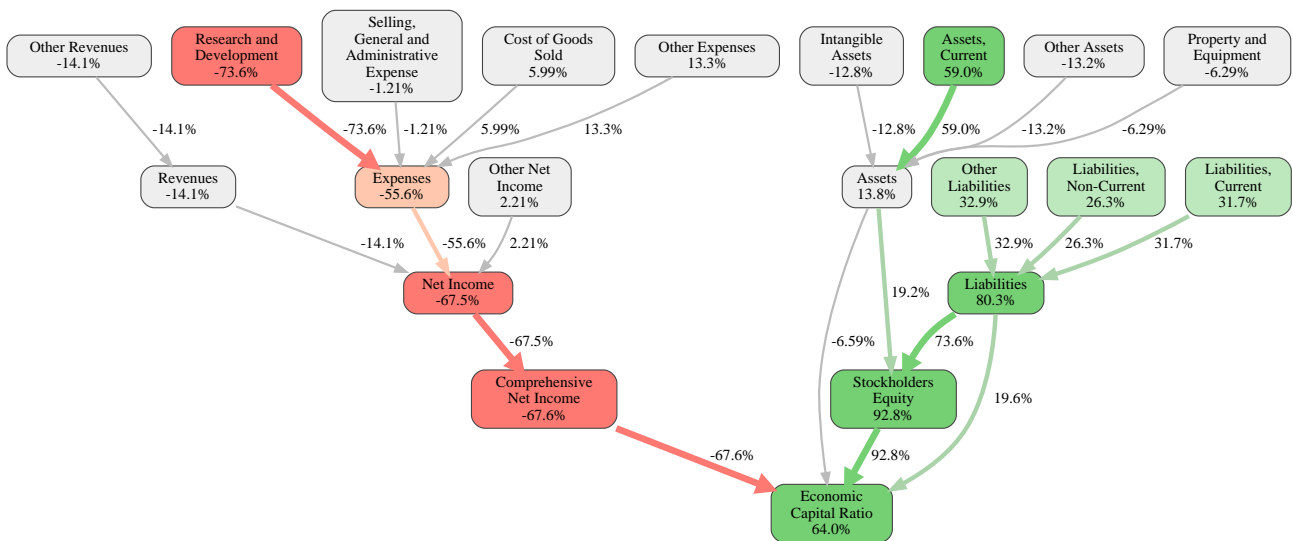 Other Revenues
-14.1%
Research and
Development
-73.6%
Selling,
General and
Administrative
Expense
-1.21%
Cost of Goods
Sold
5.99%
Other Expenses
13.3%
Intangible
Assets
-12.8%
Assets,
Current
59.0%
Other Assets
-13.2%
Property and
Equipment
-6.29%
-14.1%
-73.6%
-1.21%
5.99%
13.3%
-12.8%
59.0%
-13.2%
-6.29%
Revenues
-14.1%
Expenses
-55.6%
Other Net
Income
2.21%
Assets
13.8%
Other
Liabilities
32.9%
Liabilities,
Non-Current
26.3%
Liabilities,
Current
31.7%
-14.1%
-55.6%
2.21%
32.9%
26.3%
31.7%
Net Income
-67.5%
19.2%
Liabilities
80.3%
-67.5%
-6.59%
73.6%
Comprehensive
Net Income
-67.6%
Stockholders
Equity
92.8%
19.6%
-67.6%
92.8%
Economic
Capital Ratio
64.0%